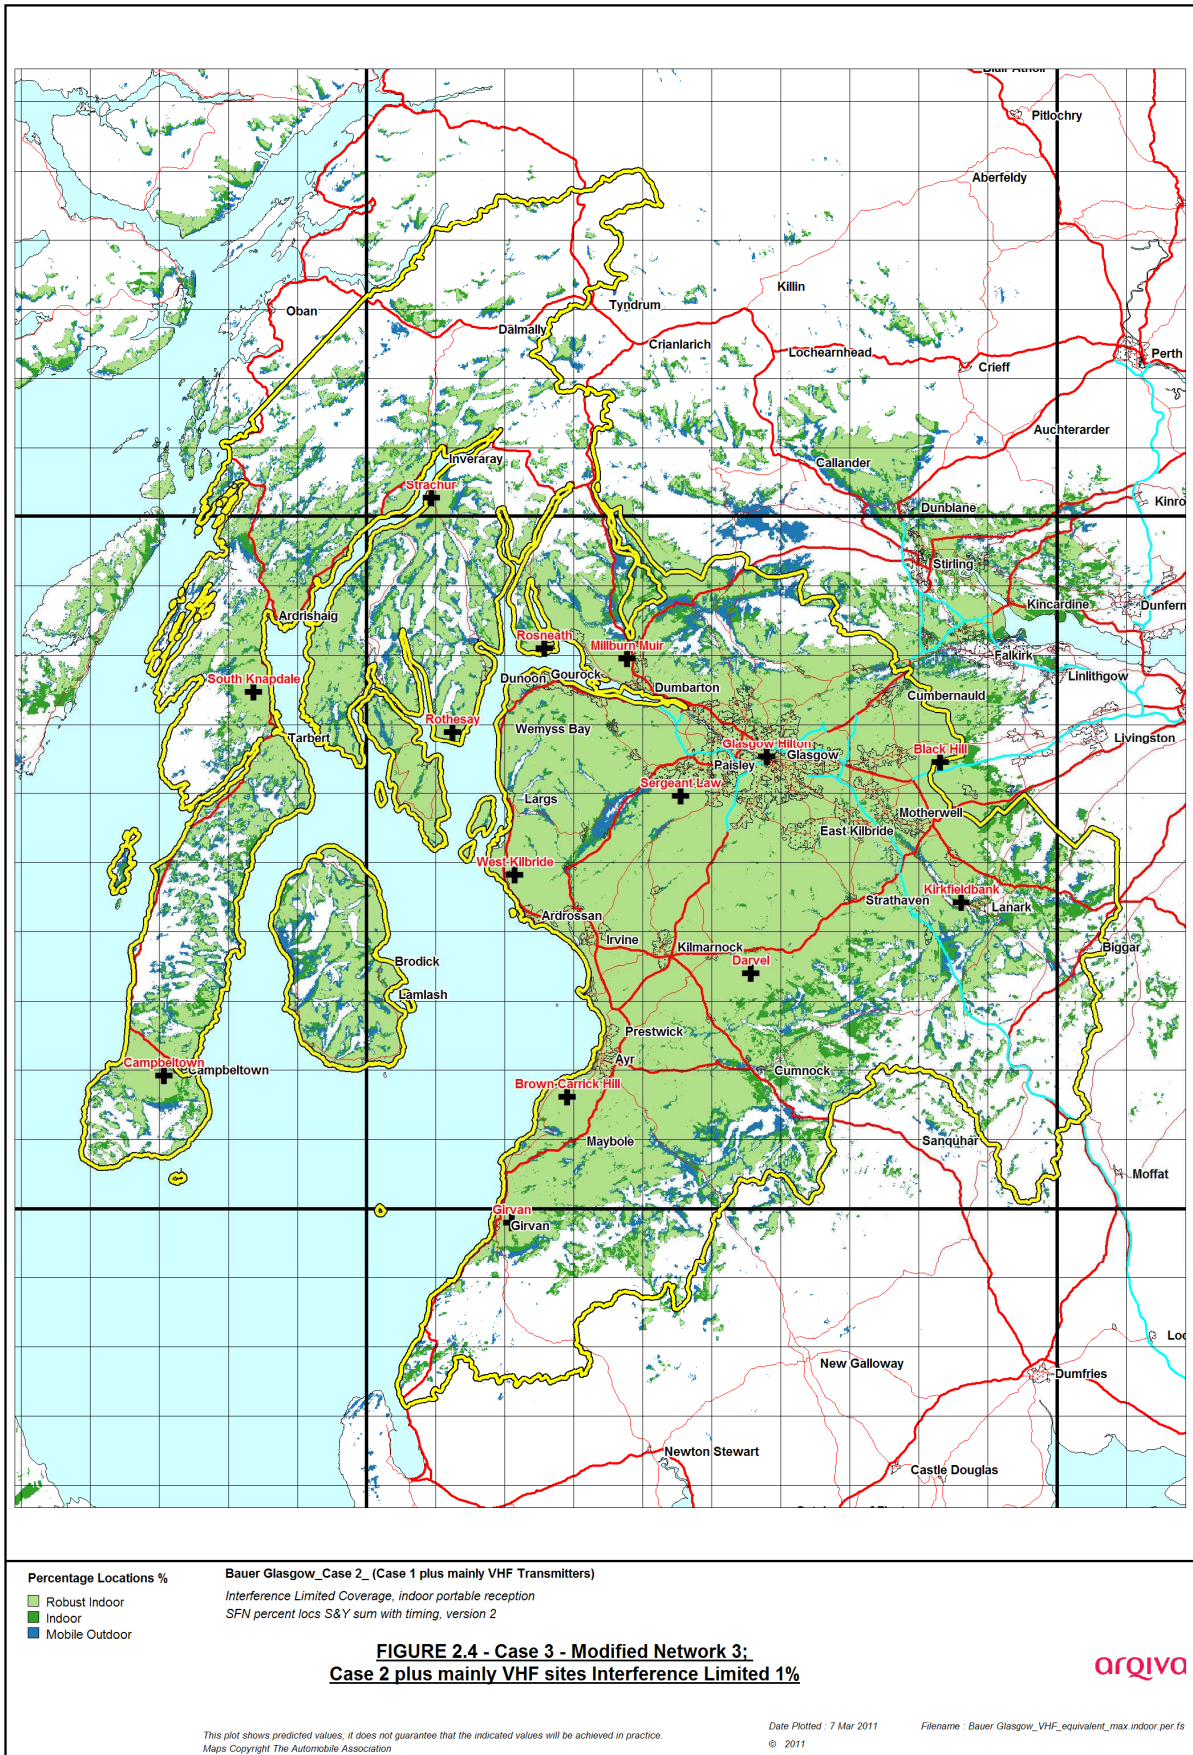 Blair Atholl
Pitlochry
Aberfeldy
Killin
Tyndrum
Oban
Dalmally
Crianlarich
Lochearnhead
Perth
Crieff
Auchterarder
Callander
Inveraray
Strachur
Kinro
Dunblane
Stirling
Kincardine
Dunferm
Ardrishaig
Rosneath
Millburn Muir
Falkirk
Linlithgow
South Knapdale
Dunoon
Gourock
Dumbarton
Cumbernauld
Rothesay
Wemyss Bay
Tarbert
Livingston
Glasgow Hilton
Glasgow
Black Hill
Paisley
Sergeant Law
Largs
Motherwell
East Kilbride
West Kilbride
Kirkfieldbank
Strathaven
Lanark
Ardrossan
Irvine
Kilmarnock
Biggar
Brodick
Darvel
Lamlash
Prestwick
Ayr
Campbeltown
Campbeltown
Cumnock
Brown Carrick Hill
Maybole
Sanquhar
Moffat
Girvan
Girvan
Loc
New Galloway
Dumfries
Newton Stewart
Castle Douglas
Percentage Locations %
Robust Indoor
Indoor
Mobile Outdoor
Bauer Glasgow_Case 2_ (Case 1 plus mainly VHF Transmitters)
Interference Limited Coverage, indoor portable reception
SFN percent locs S&Y sum with timing, version 2
FIGURE 2.4 - Case 3 - Modified Network 3;
Case 2 plus mainly VHF sites Interference Limited 1%
arqiva
This plot shows predicted values; it does not guarantee that the indicated values will be achieved in practice.
Maps Copyright The Automobile Association
Date Plotted : 7 Mar 2011
© 2011
Filename : Bauer Glasgow_VHF_equivalent_max.indoor.per.fs